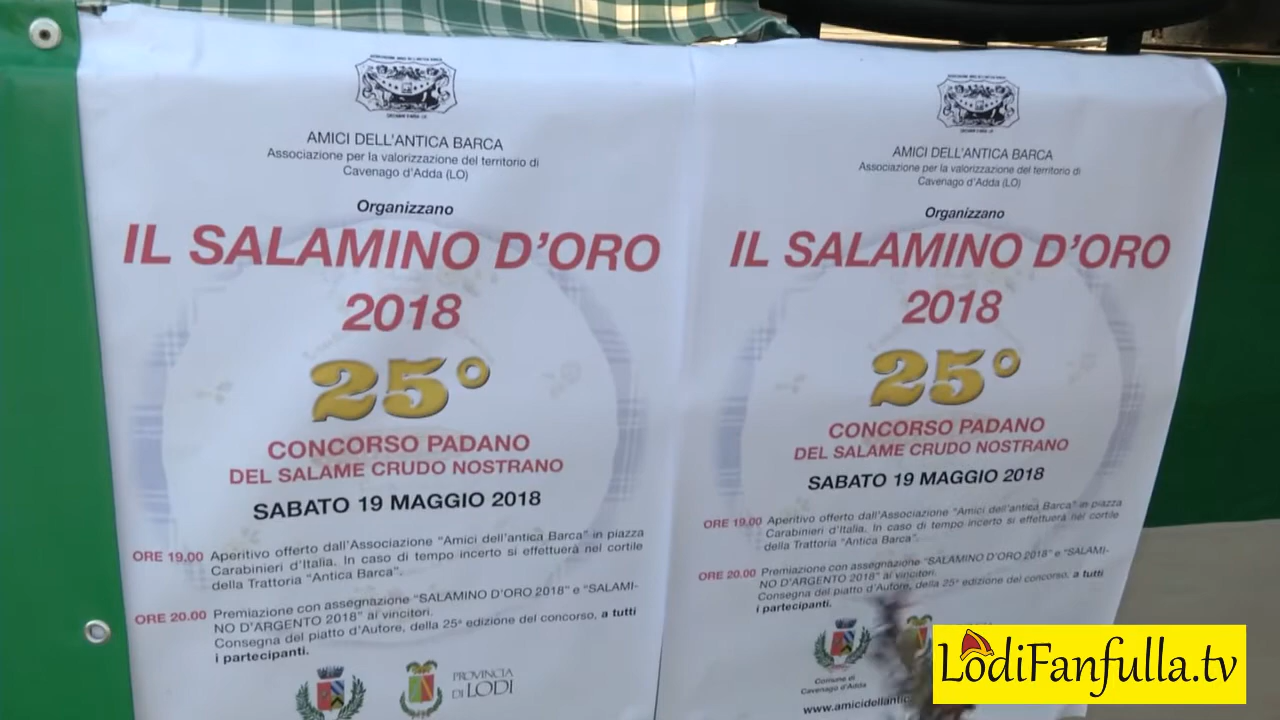 AMICI DELL'ANTICA BARCA
Associazione per la valorizzazione del territorio di
Cavenago d'Adda (LO)
Organizzano
IL SALAMINO D'ORO
2018
25°
CONCORSO PADANO
DEL SALAME CRUDO NOSTRANO
SABATO 19 MAGGIO 2018
ORE 19.00 Aperitivo offerto dall'Associazione "Amici dell'antica Barca" in piazza
Carabinieri d'Italia. In caso di tempo incerto si effettuerà nel cortile
della Trattoria "Antica Barca".
ORE 20.00 Premiazione con assegnazione "SALAMINO D'ORO 2018" e "SALAMI-
NO D'ARGENTO 2018" ai vincitori.
Consegna del piatto d'Autore, della 25ª edizione del concorso, a tutti
i partecipanti.
PROVINCIA
DI LODI
AMICI DELL'ANTICA BARCA
Associazione per la valorizzazione del territorio di
Cavenago d'Adda (LO)
Organizzano
IL SALAMINO D'ORO
2018
25°
CONCORSO PADANO
DEL SALAME CRUDO NOSTRANO
SABATO 19 MAGGIO 2018
ORE 19.00 Aperitivo offerto dall'Associazione "Amici dell'antica Barca" in piazza
Carabinieri d'Italia. In caso di tempo incerto si effettuerà nel cortile
della Trattoria "Antica Barca".
ORE 20.00 Premiazione con assegnazione "SALAMINO D'ORO 2018" e "SALAMI-
NO D'ARGENTO 2018" ai vincitori.
Consegna del piatto d'Autore, della 25ª edizione del concorso, a tutti
i partecipanti.
Comune di
Cavenago d'Adda
www.amicidellantic
LodiFanfulla.tv